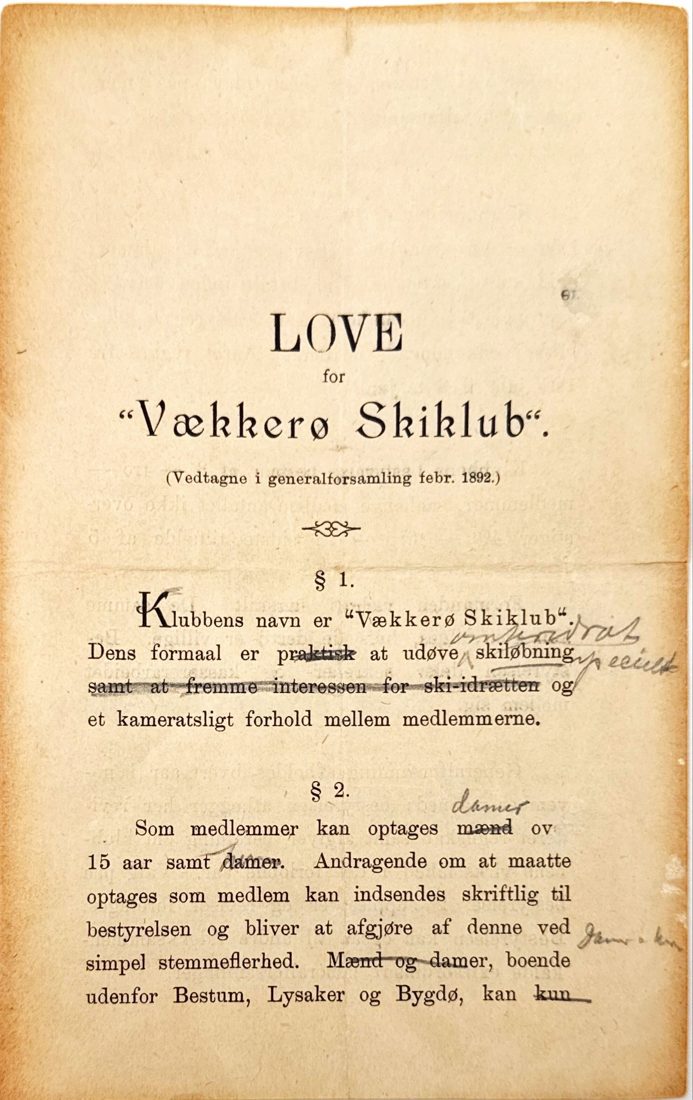 LOVE
for
“Vækkerø Skiklub“.
(Vedtagne i generalforsamling febr. 1892.)
§ 1.
Klubbens navn er “Vækkerø Skiklub“.
Dens formaal er praktisk at udøve skiløbning
specielt
samt at fremme interessen for ski-idrætten og
et kameratsligt forhold mellem medlemmerne.
§ 2.
damer
Som medlemmer kan optages mænd ov
15 aar samt damer. Andragende om at maatte
optages som medlem kan indsendes skriftlig til
bestyrelsen og bliver at afgjøre af denne ved
simpel stemmeflerhed. Mænd og damer, boende
udenfor Bestum, Lysaker og Bygdø, kan kun